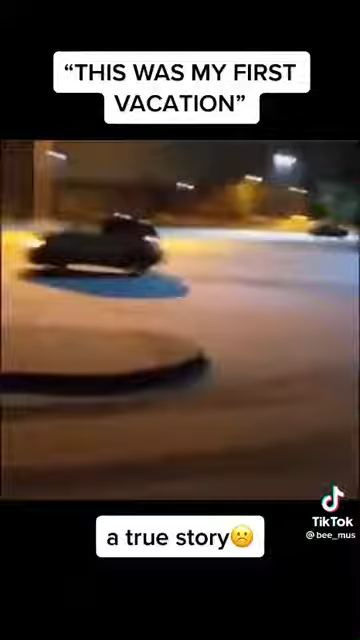 “THIS WAS MY FIRST
VACATION”
a true story☹️
TikTok
@bee_mus